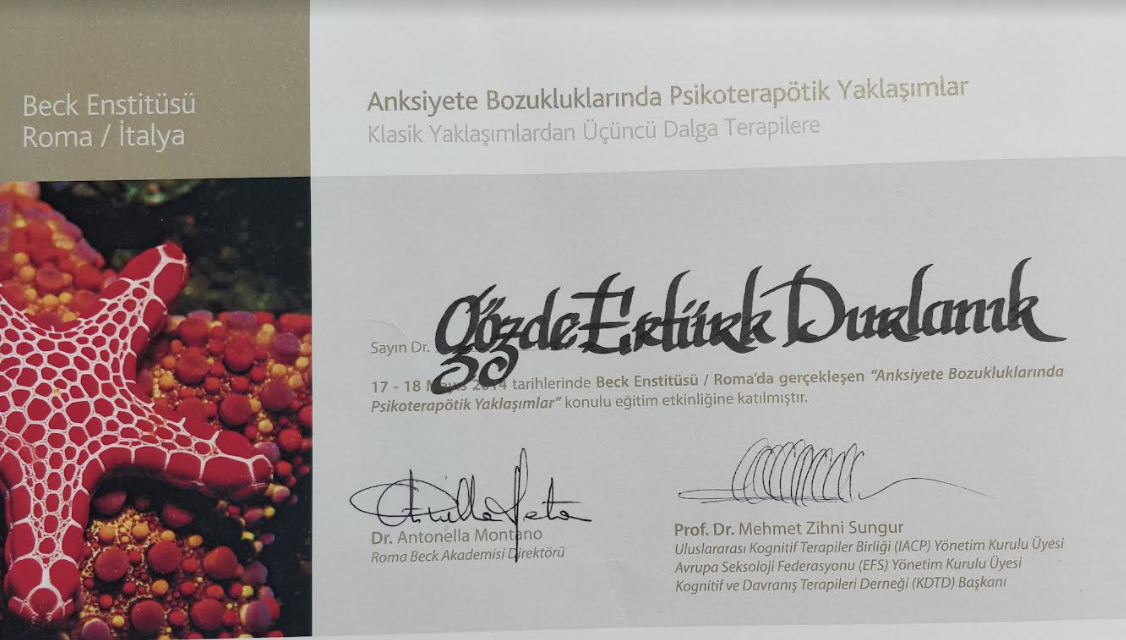 Beck Enstitüsü
Roma / İtalya
Anksiyete Bozukluklarında Psikoterapötik Yaklaşımlar
Klasik Yaklaşımlardan Üçüncü Dalga Terapilere
Sayın Dr. Gözde Ertürk Durlanık
17 - 18 Mayıs 2014 tarihlerinde Beck Enstitüsü / Roma’da gerçekleşen “Anksiyete Bozukluklarında
Psikoterapötik Yaklaşımlar” konulu eğitim etkinliğine katılmıştır.
Dr. Antonella Montano
Roma Beck Akademisi Direktörü
Prof. Dr. Mehmet Zihni Sungur
Uluslararası Kognitif Terapiler Birliği (IACP) Yönetim Kurulu Üyesi
Avrupa Seksoloji Federasyonu (EFS) Yönetim Kurulu Üyesi
Kognitif ve Davranış Terapileri Derneği (KDTD) Başkanı